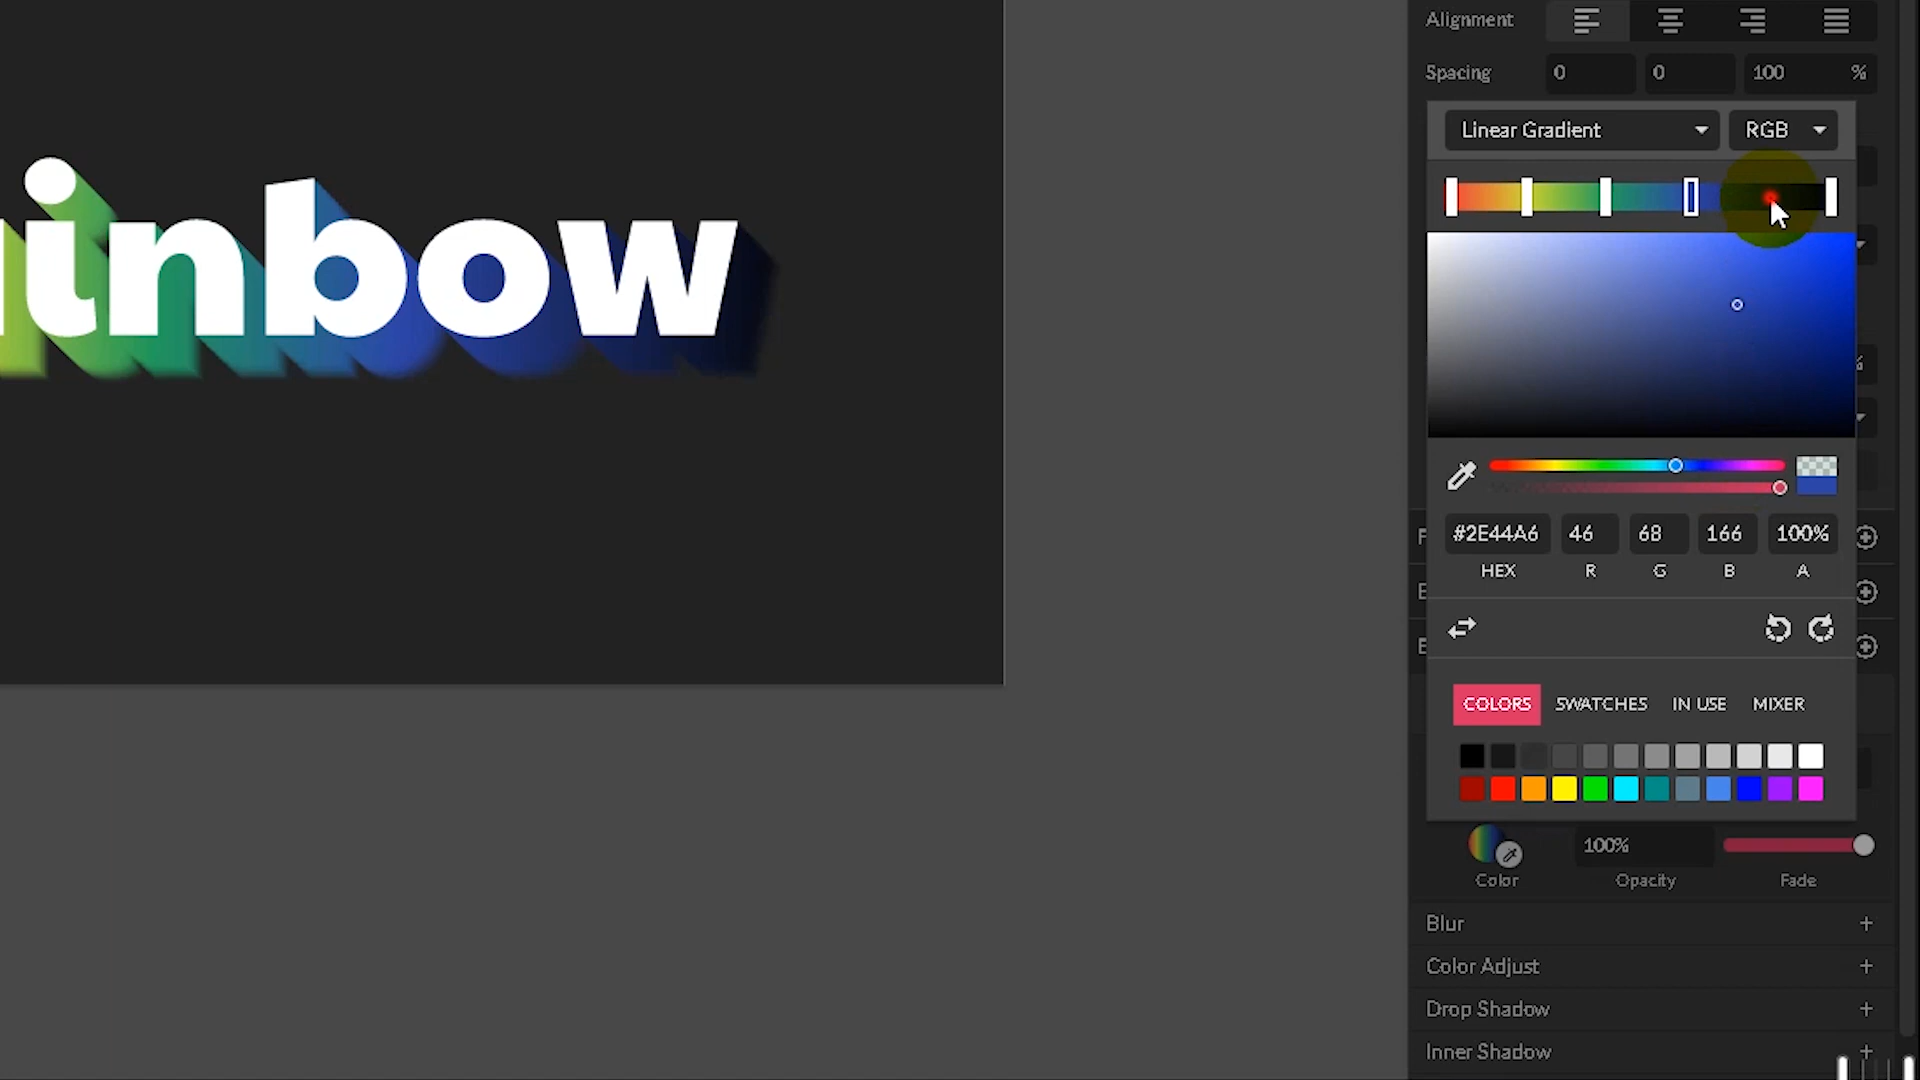 Alignment
Spacing 0 0 100 %
Linear Gradient RGB
inbow
#2E44A6 46 68 166 100%
HEX R G B A
COLORS SWATCHES IN USE MIXER
100%
Color Opacity Fade
Blur
Color Adjust
Drop Shadow
Inner Shadow